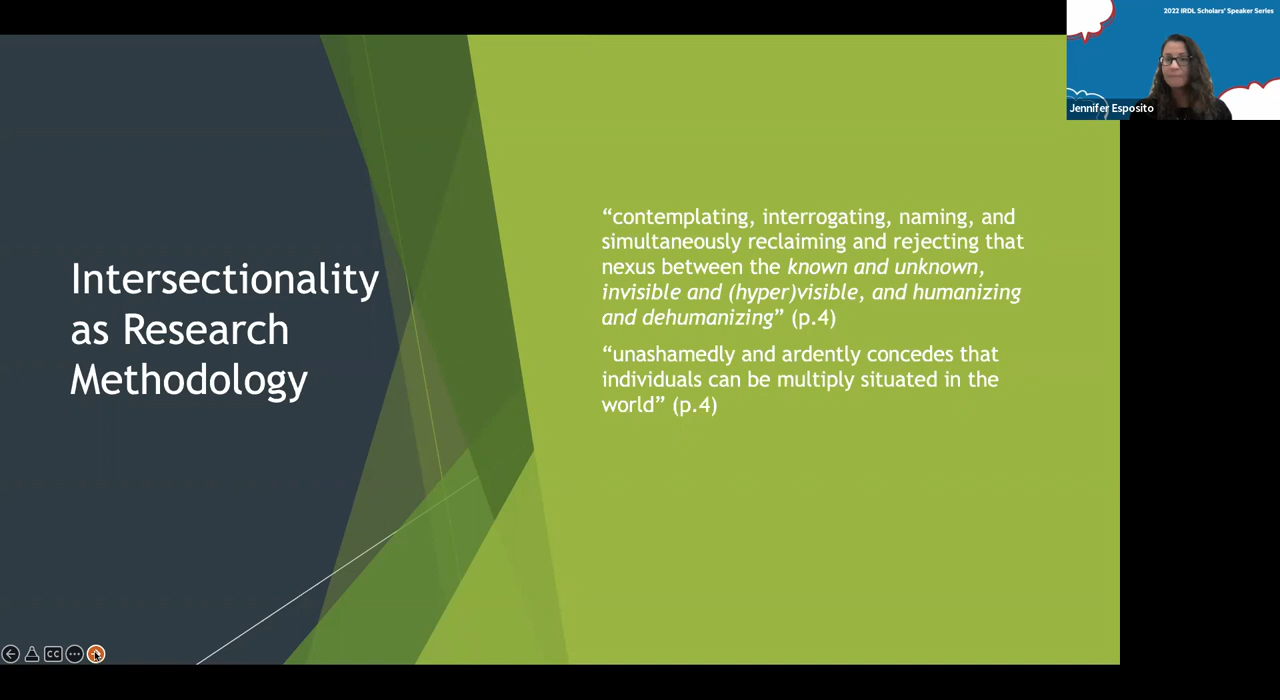 2022 IRDL Scholars' Speaker Series
Jennifer Esposito
Intersectionality
as Research
Methodology
“contemplating, interrogating, naming, and
simultaneously reclaiming and rejecting that
nexus between the known and unknown,
invisible and (hyper)visible, and humanizing
and dehumanizing” (p.4)
“unashamedly and ardently concedes that
individuals can be multiply situated in the
world” (p.4)
CC